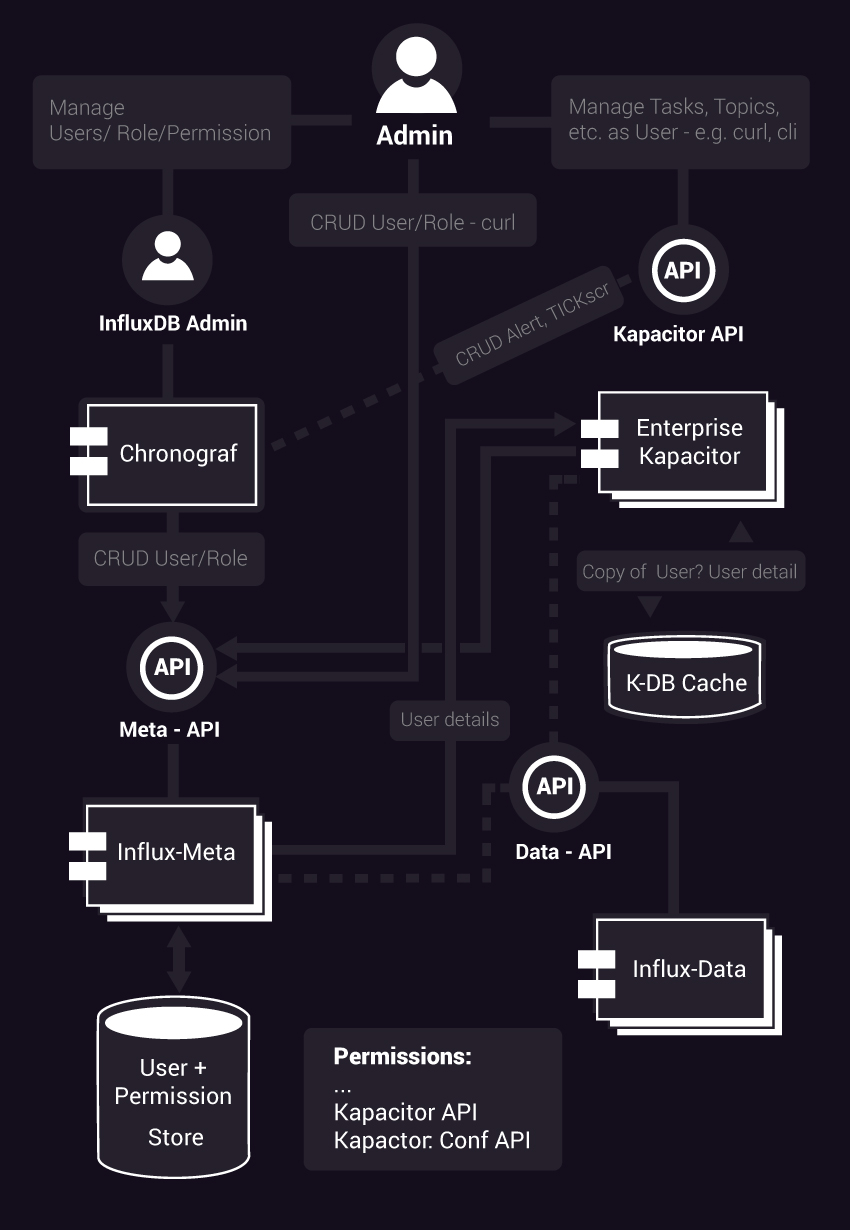 Admin
Manage
Users/ Role/Permission
Manage Tasks, Topics,
etc. as User - e.g. curl, cli
CRUD User/Role - curl
API
Kapacitor API
InfluxDB Admin
CRUD Alert, TICKscr
Chronograf
Enterprise
Kapacitor
CRUD User/Role
Copy of User? User detail
API
Meta - API
K-DB Cache
User details
API
Data - API
Influx-Meta
Influx-Data
User +
Permission
Store
Permissions:
...
Kapacitor API
Kapactor: Conf API